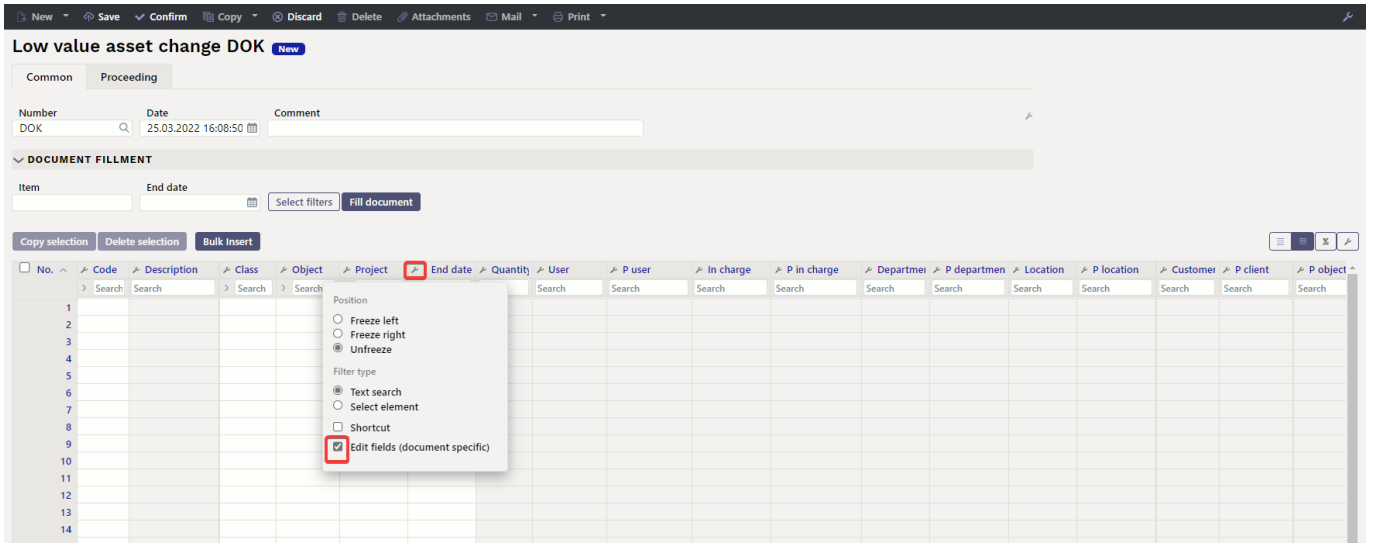 New Save Confirm Copy Discard Delete Attachments Mail Print
Low value asset change DOK New
Common Proceeding
Number Date Comment
DOK 25.03.2022 16:08:50
DOCUMENT FILLMENT
Item End date
Select filters Fill document
Copy selection Delete selection Bulk Insert
No. Code Description Class Object Project End date Quantity User P user In charge P in charge Departmen P departmen Location P location Customer P client P object
Search Search Search Search Search Search Search Search Search Search Search Search Search Search Search
Position
Freeze left
Freeze right
Unfreeze
Filter type
Text search
Select element
Shortcut
Edit fields (document specific)
1
2
3
4
5
6
7
8
9
10
11
12
13
14